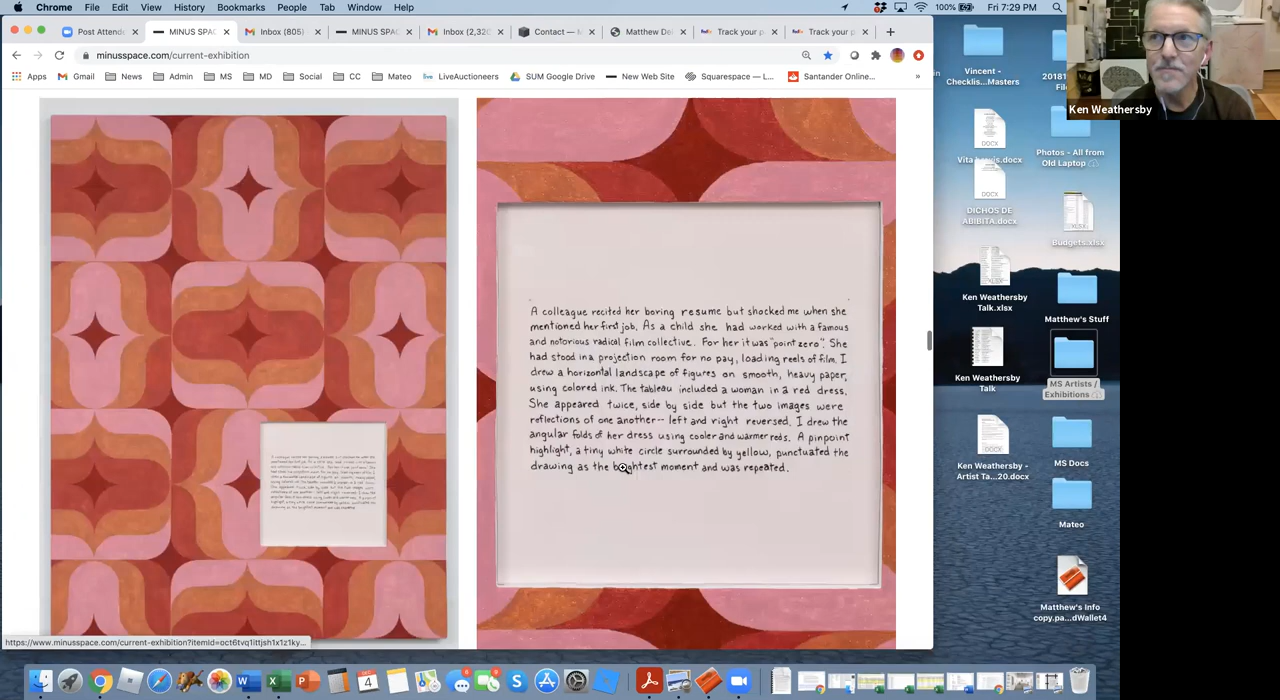 Chrome File Edit View History Bookmarks People Tab Window Help 100% Fri 7:29 PM
Post Attend MINUS SPAC Inbox (805) MINUS SPAC Inbox (2,320 Contact — M Matthew Del Track your p Track your p
minusspace.com/current-exhibition
Apps Gmail News Admin MS MD Social CC Mateo LiveAuctioneers SUM Google Drive New Web Site Squarespace — L... Santander Online... »
A colleague recited her boring resume but shocked me when she
mentioned her first job. As a child she had worked with a famous
and notorious radical film collective. For her it was "point zero". She
had stood in a projection room for no pay, loading reels of film. I
drew a horizontal landscape of figures on smooth, heavy paper,
using colored ink. The tableau included a woman in a red dress.
She appeared twice, side by side but the two images were
reflections of one another-- left and right reversed. I drew the
angular folds of her dress using cooler and warmer reds. A pinpoint
highlight, a tiny white circle surrounded by yellow, punctuated the
drawing as the brightest moment and was repeated.
https://www.minusspace.com/current-exhibition?itemId=oct6tvq1ittjsh1x1z1ky...
Ken Weathersby
Vincent -
Checklis...Masters
DOCX
DOCX
DICHOS DE
ABIBITA.docx
Ken Weathersby
Talk.xlsx
Ken Weathersby
Talk
DOCX
Ken Weathersby -
Artist Ta...20.docx
Photos - All from
Old Laptop
XLSX
Budgets.xlsx
Matthew's Stuff
MS Artists /
Exhibitions
MS Docs
Mateo
Matthew's Info
copy.pa...dWallet4
DEC
4